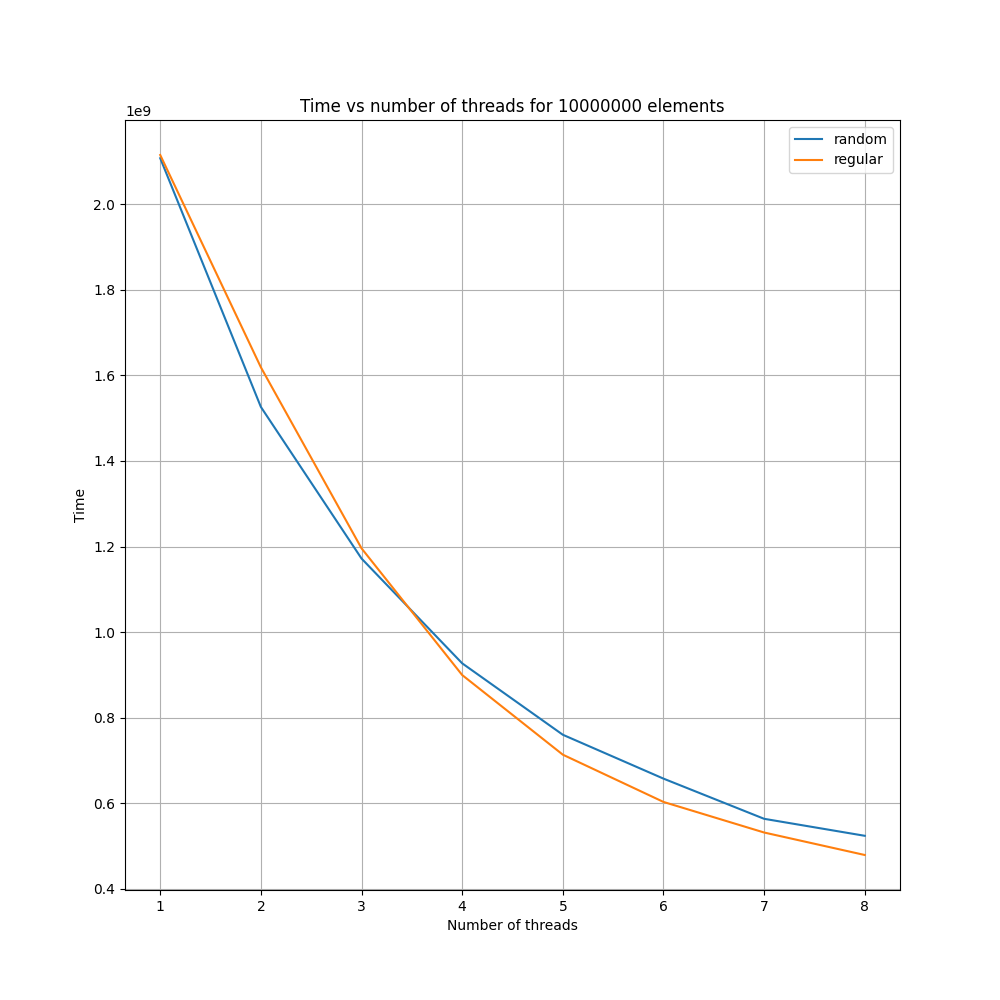 Time vs number of threads for 10000000 elements
1e9
random
regular
2.0
1.8
1.6
1.4
1.2
1.0
0.8
0.6
0.4
Time
1 2 3 4 5 6 7 8
Number of threads